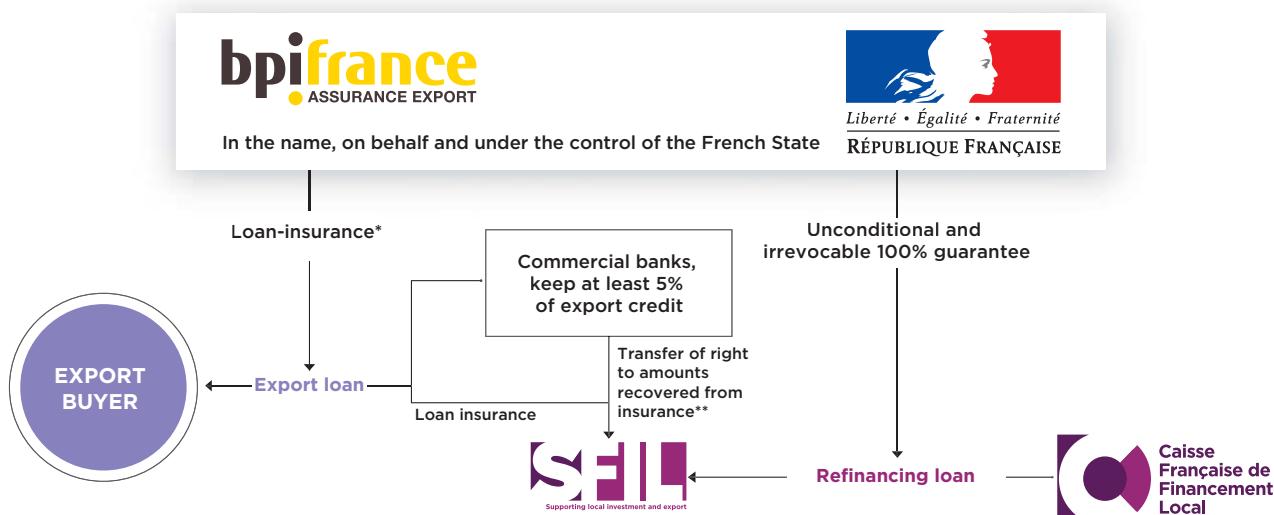 bpifrance
ASSURANCE EXPORT
In the name, on behalf and under the control of the French State
Liberté • Égalité • Fraternité
RÉPUBLIQUE FRANÇAISE
Loan-insurance*
Unconditional and
irrevocable 100% guarantee
Commercial banks,
keep at least 5%
of export credit
Transfer of right
to amounts
recovered from
insurance**
EXPORT
BUYER
Export loan
Loan insurance
SFIL
Supporting local investment and export
Refinancing loan
Caisse
Française de
Financement
Local